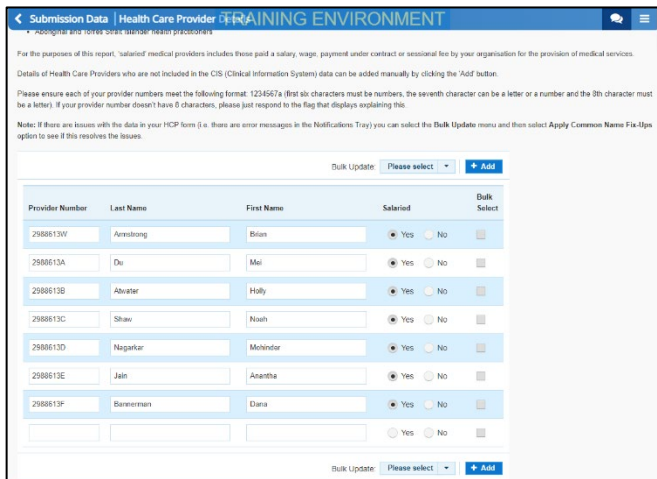 Submission Data | Health Care Provider Details
TRAINING ENVIRONMENT
• Aboriginal and Torres Strait Islander health practitioners
For the purposes of this report, 'salaried' medical providers includes those paid a salary, wage, payment under contract or sessional fee by your organisation for the provision of medical services.
Details of Health Care Providers who are not included in the CIS (Clinical Information System) data can be added manually by clicking the 'Add' button.
Please ensure each of your provider numbers meet the following format: 1234567a (first six characters must be numbers, the seventh character can be a letter or a number and the 8th character must
be a letter). If your provider number doesn't have 8 characters, please just respond to the flag that displays explaining this.
Note: If there are issues with the data in your HCP form (i.e. there are error messages in the Notifications Tray) you can select the Bulk Update menu and then select Apply Common Name Fix-Ups
option to see if this resolves the issues.
Bulk Update: Please select + Add
Provider Number Last Name First Name Salaried Bulk Select
2988613W Armstrong Brian Yes No
2988613A Du Mei Yes No
2988613B Atwater Holly Yes No
2988613C Shaw Noah Yes No
2988613D Nagarkar Mohinder Yes No
2988613E Jain Anantha Yes No
2988613F Bannerman Dana Yes No
Yes No
Bulk Update: Please select + Add